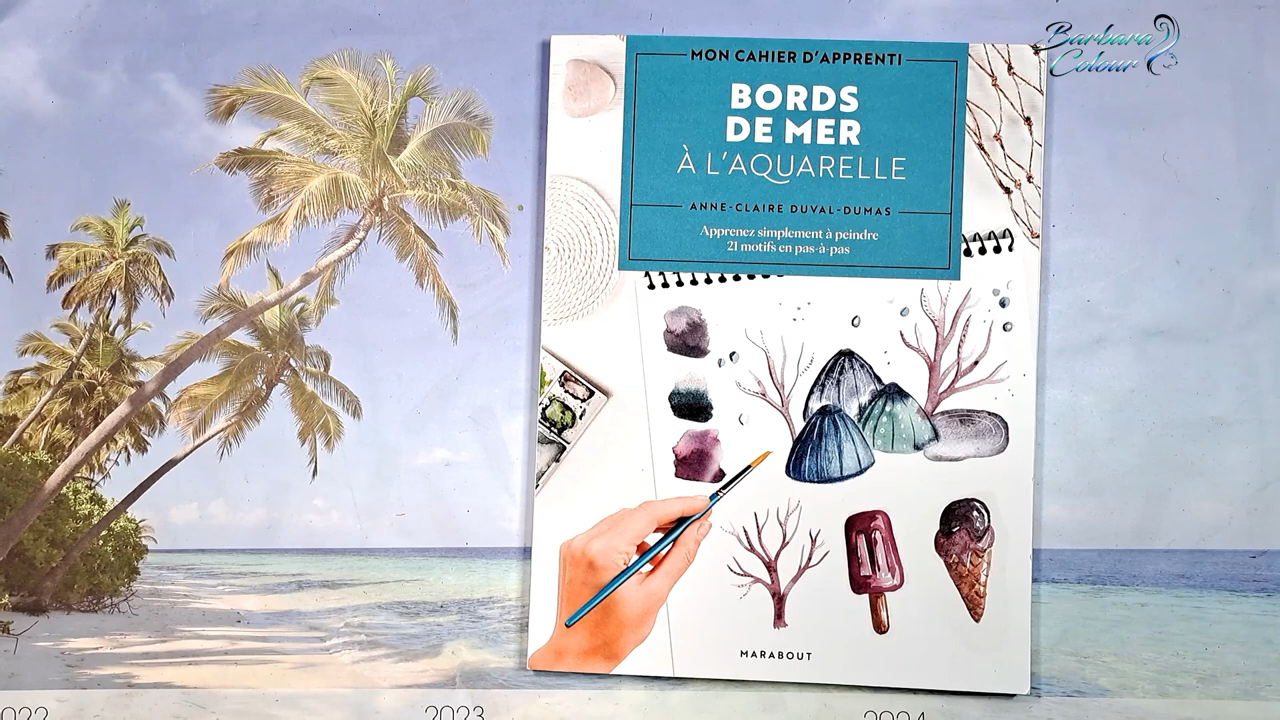 Barbara
Colour
MON CAHIER D'APPRENTI
BORDS
DE MER
À L'AQUARELLE
ANNE-CLAIRE DUVAL-DUMAS
Apprenez simplement à peindre
21 motifs en pas-à-pas
MARABOUT
2023